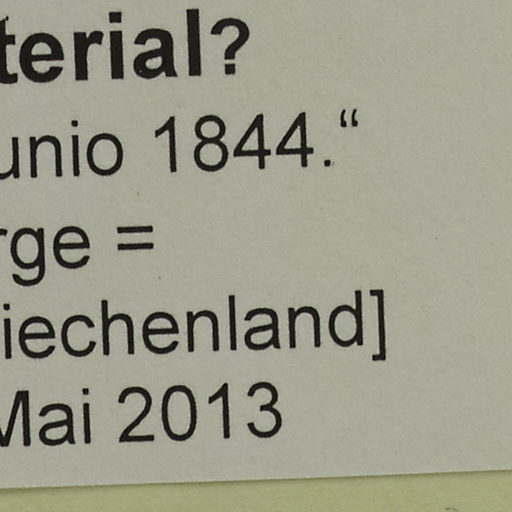 terial?
unio 1844.“
rge =
iechenland]
Mai 2013